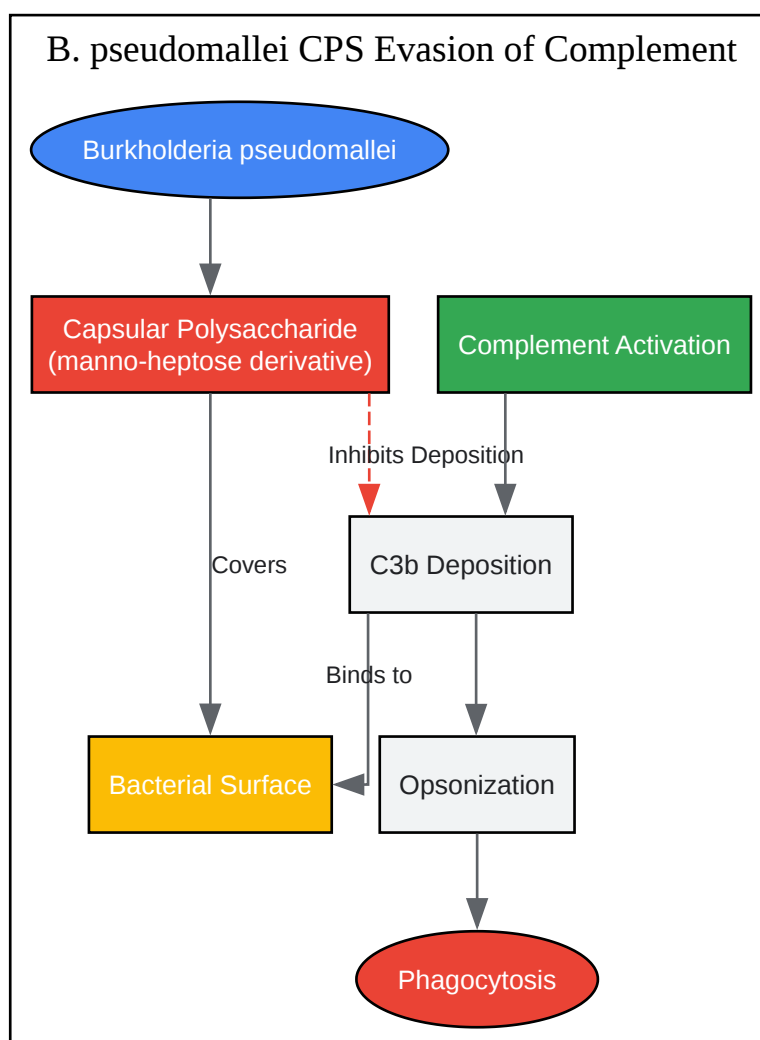 B. pseudomallei CPS Evasion of Complement
Burkholderia pseudomallei
Capsular Polysaccharide
(manno-heptose derivative)
Complement Activation
Inhibits Deposition
C3b Deposition
Covers
Binds to
Bacterial Surface
Opsonization
Phagocytosis